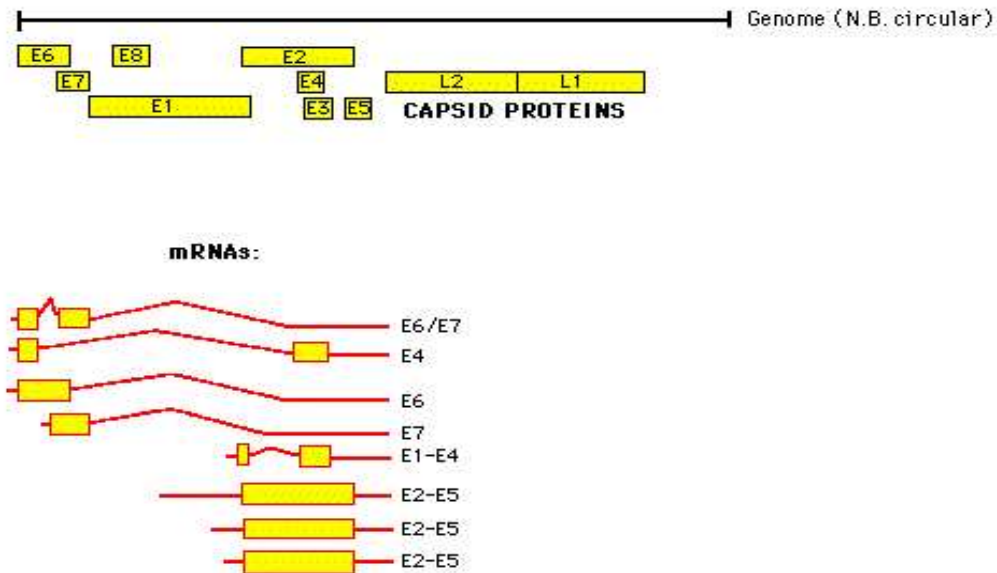 Genome (N.B. circular)
E6 E8 E2
E7 E4 L2 L1
E1 E3 E5 CAPSID PROTEINS
mRNAs:
E6/E7
E4
E6
E7
E1-E4
E2-E5
E2-E5
E2-E5